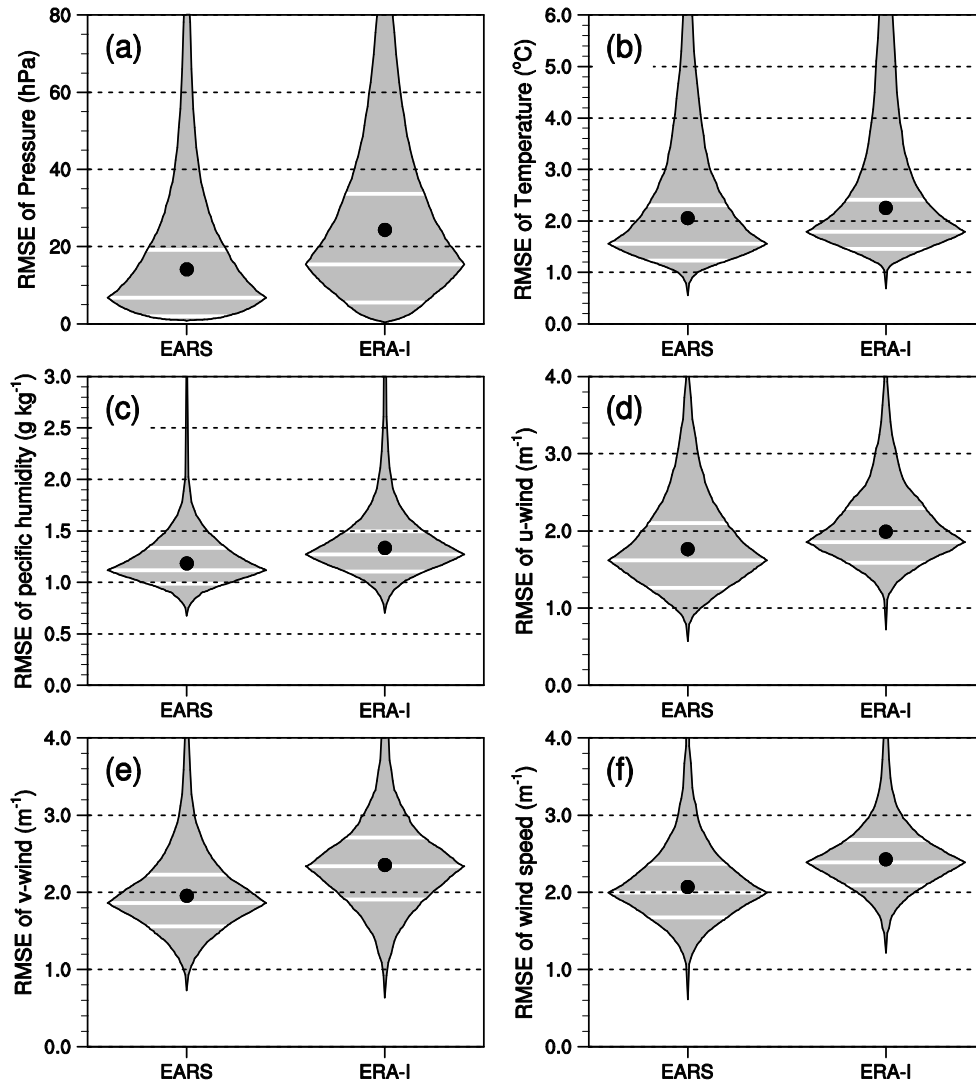 (a)
RMSE of Pressure (hPa)
80
60
40
20
0
EARS ERA-I
(b)
RMSE of Temperature (ºC)
6.0
5.0
4.0
3.0
2.0
1.0
0.0
EARS ERA-I
(c)
RMSE of pecific humidity (g kg⁻¹)
3.0
2.5
2.0
1.5
1.0
0.5
0.0
EARS ERA-I
(d)
RMSE of u-wind (m⁻¹)
4.0
3.0
2.0
1.0
0.0
EARS ERA-I
(e)
RMSE of v-wind (m⁻¹)
4.0
3.0
2.0
1.0
0.0
EARS ERA-I
(f)
RMSE of wind speed (m⁻¹)
4.0
3.0
2.0
1.0
0.0
EARS ERA-I